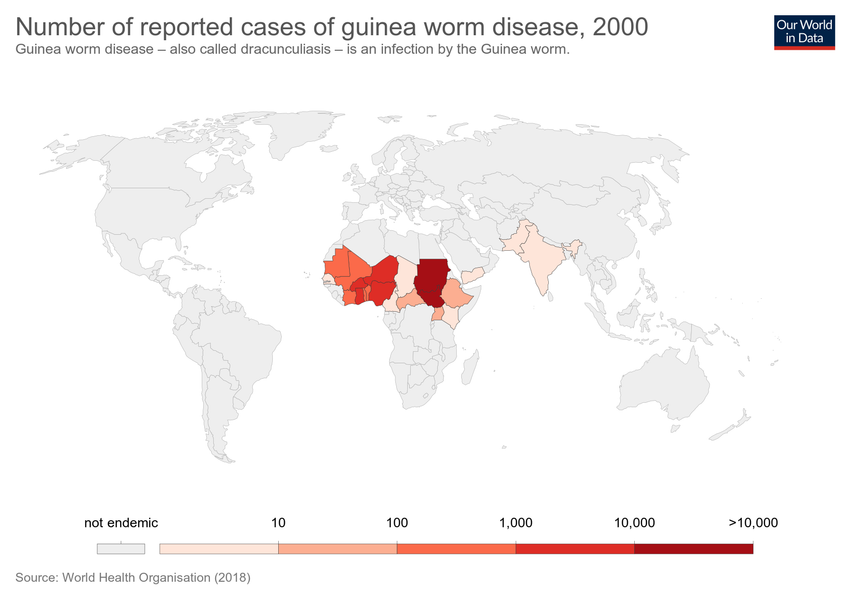 Number of reported cases of guinea worm disease, 2000
Guinea worm disease – also called dracunculiasis – is an infection by the Guinea worm.
Our World
in Data
not endemic
10
100
1,000
10,000
>10,000
Source: World Health Organisation (2018)